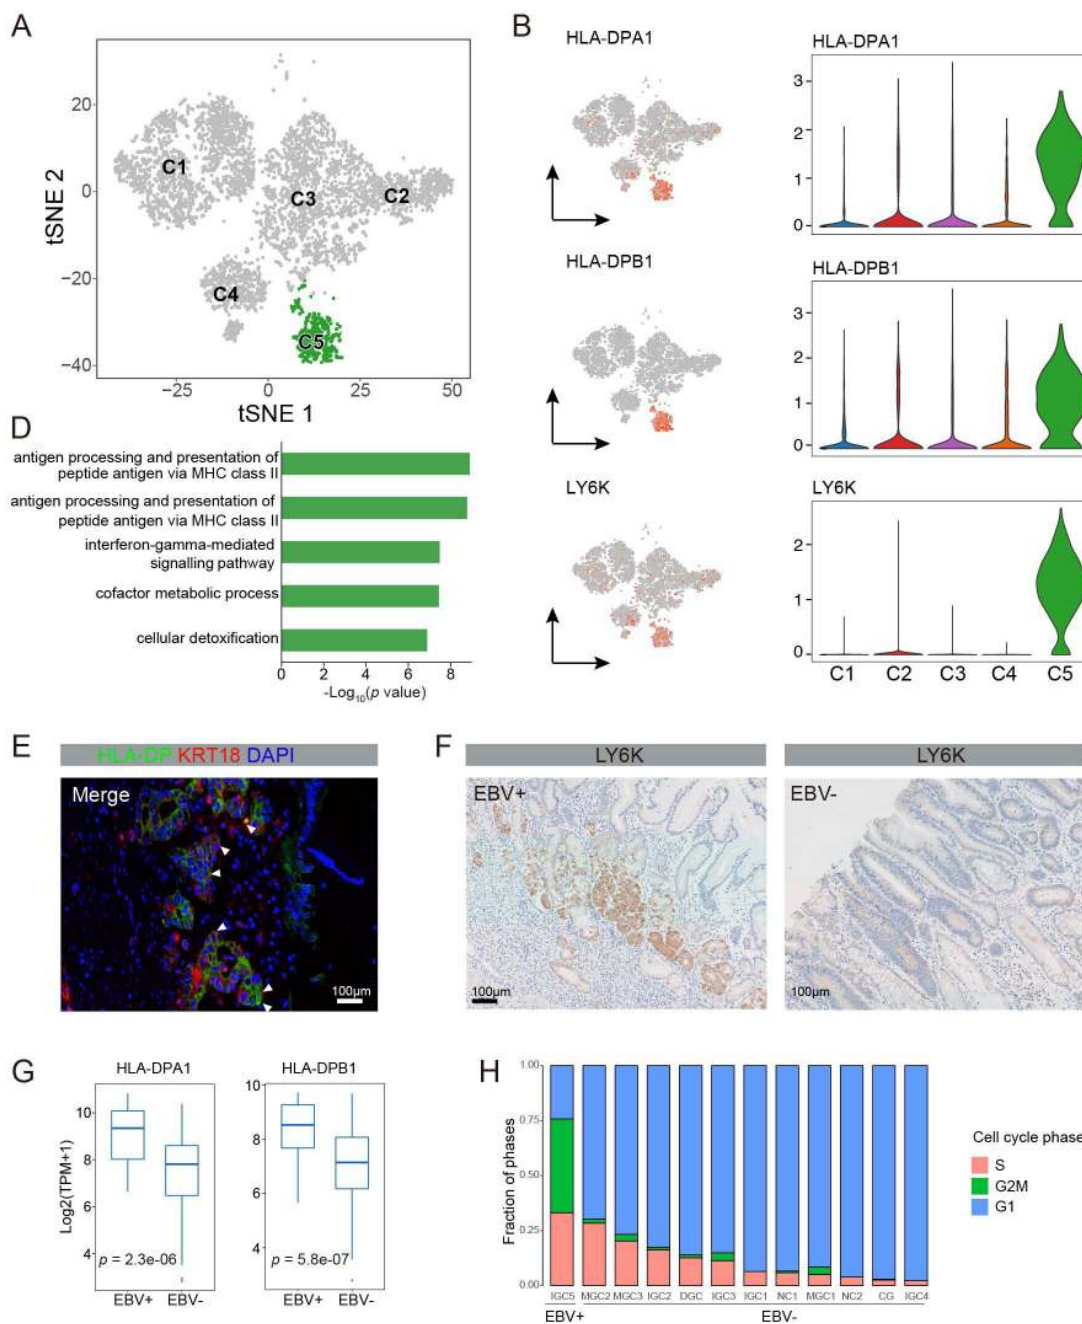 A
tSNE 2
20
0
−20
−40
C1
C2
C3
C4
C5
−25
0
25
50
tSNE 1
B
HLA-DPA1
HLA-DPA1
3
2
1
0
HLA-DPB1
HLA-DPB1
3
2
1
0
LY6K
LY6K
2
1
0
C1 C2 C3 C4 C5
D
antigen processing and presentation of
peptide antigen via MHC class II
antigen processing and presentation of
peptide antigen via MHC class II
interferon-gamma-mediated
signalling pathway
cofactor metabolic process
cellular detoxification
0 2 4 6 8
-Log10(p value)
E
HLA-DP KRT18 DAPI
Merge
100μm
F
LY6K
EBV+
100μm
LY6K
EBV-
100μm
G
HLA-DPA1
Log2(TPM+1)
10
8
6
4
p = 2.3e-06
EBV+ EBV-
HLA-DPB1
10
8
6
4
p = 5.8e-07
EBV+ EBV-
H
Fraction of phases
1.00
0.75
0.50
0.25
0.00
IGC5 MGC2 MGC3 IGC2 DGC IGC3 IGC1 NC1 MGC1 NC2 CG IGC4
EBV+ EBV-
Cell cycle phase
S
G2M
G1